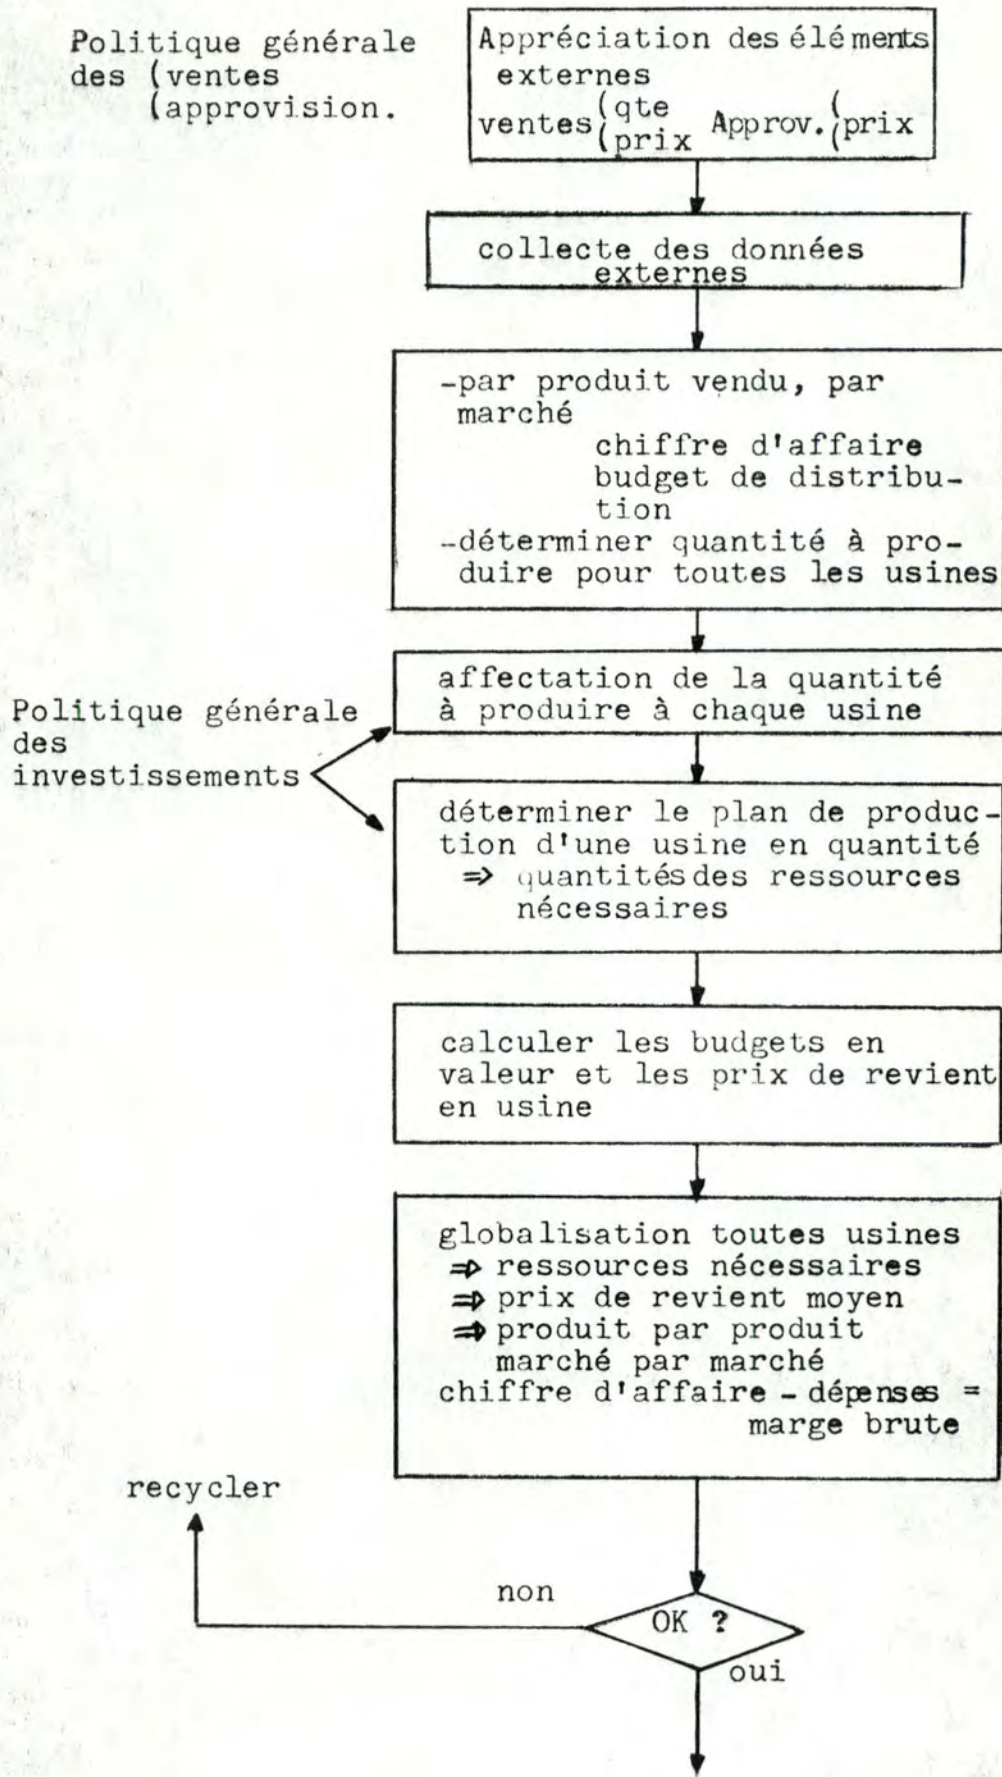 Politique générale
des (ventes
(approvision.
Appréciation des éléments
externes
ventes (qte Approv. (
(prix (prix
collecte des données
externes
-par produit vendu, par
marché
chiffre d'affaire
budget de distribu-
tion
-déterminer quantité à pro-
duire pour toutes les usines
affectation de la quantité
à produire à chaque usine
Politique générale
des
investissements
déterminer le plan de produc-
tion d'une usine en quantité
⇒ quantités des ressources
nécessaires
calculer les budgets en
valeur et les prix de revient
en usine
globalisation toutes usines
⇒ ressources nécessaires
⇒ prix de revient moyen
⇒ produit par produit
marché par marché
chiffre d'affaire - dépenses =
marge brute
recycler
non
OK ?
oui